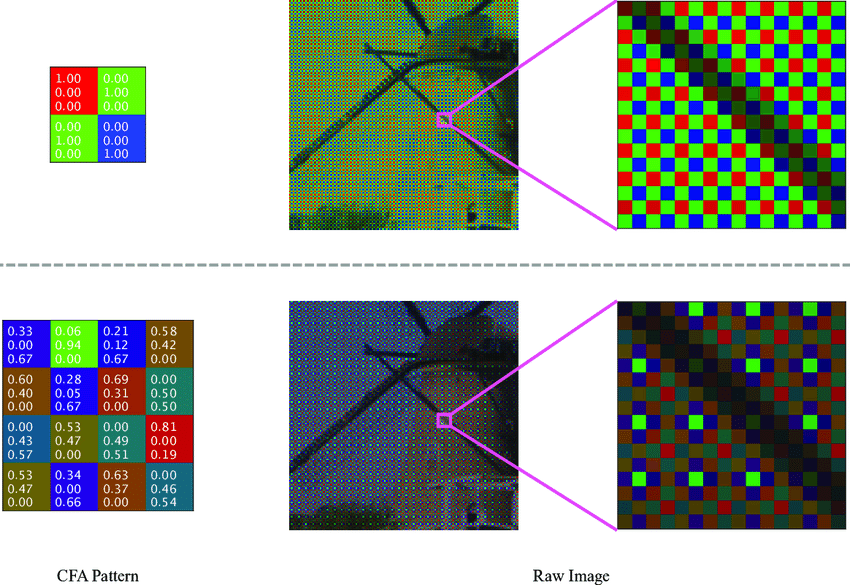 1.00 0.00
0.00 1.00
0.00 0.00
0.00 0.00
1.00 0.00
0.00 1.00
0.33 0.06 0.21 0.58
0.00 0.94 0.12 0.42
0.67 0.00 0.67 0.00
0.60 0.28 0.69 0.00
0.40 0.05 0.31 0.50
0.00 0.67 0.00 0.50
0.00 0.53 0.00 0.81
0.43 0.47 0.49 0.00
0.57 0.00 0.51 0.19
0.53 0.34 0.63 0.00
0.47 0.00 0.37 0.46
0.00 0.66 0.00 0.54
CFA Pattern Raw Image